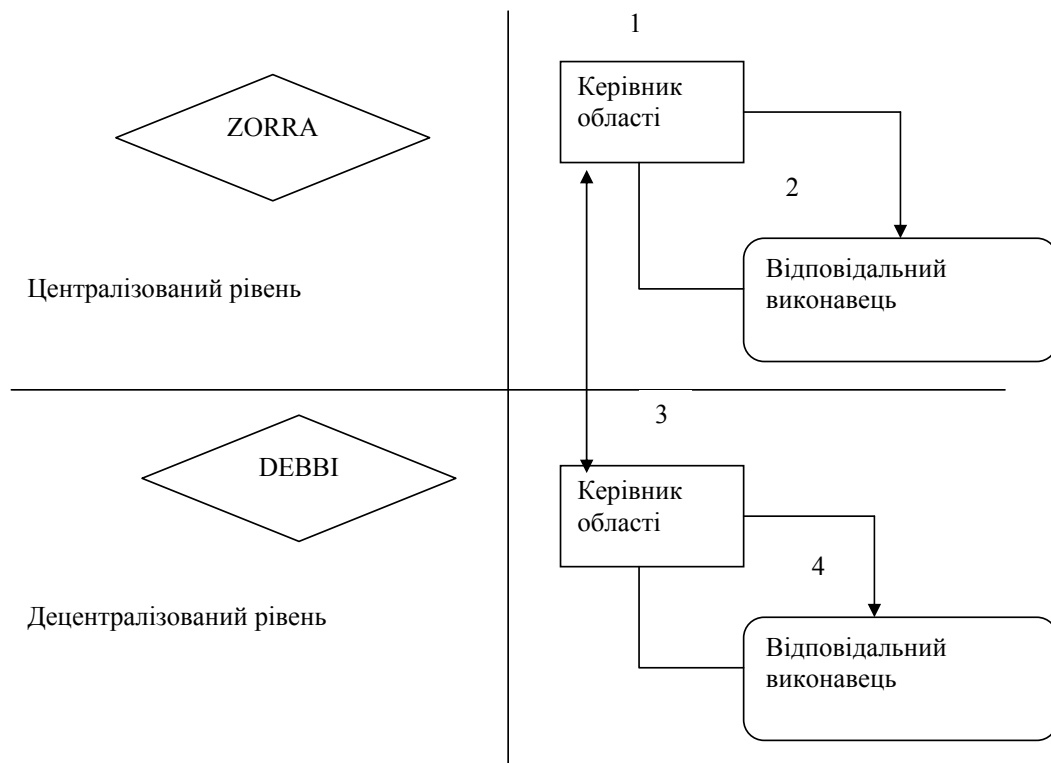 1
ZORRA
Керівник
області
2
Централізований рівень
Відповідальний
виконавець
3
DEBBI
Керівник
області
4
Децентралізований рівень
Відповідальний
виконавець